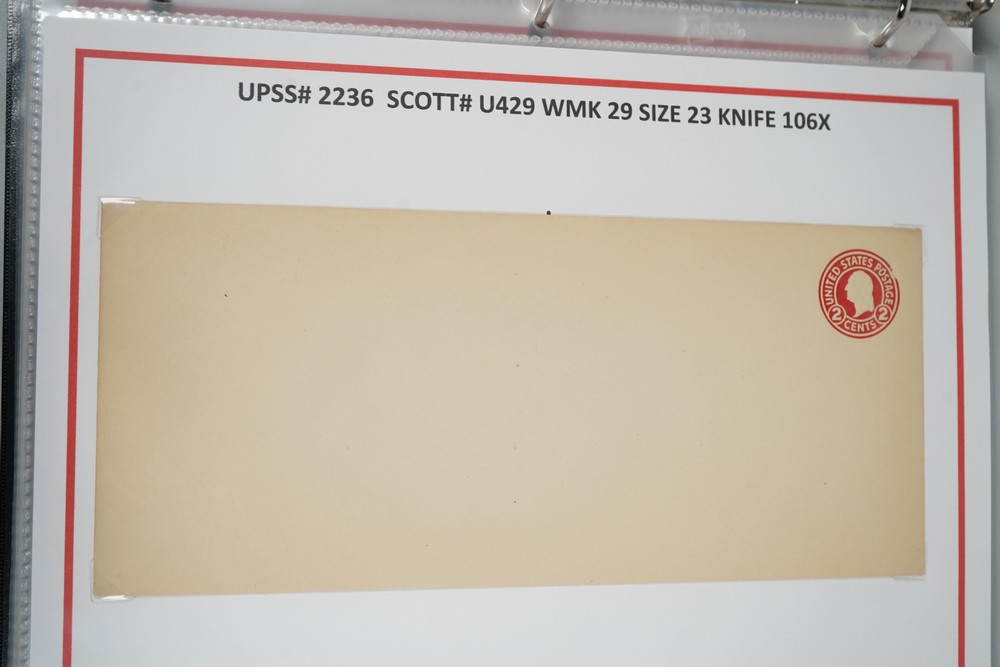 UPSS# 2236 SCOTT# U429 WMK 29 SIZE 23 KNIFE 106X
UNITED STATES POSTAGE
2 CENTS 2